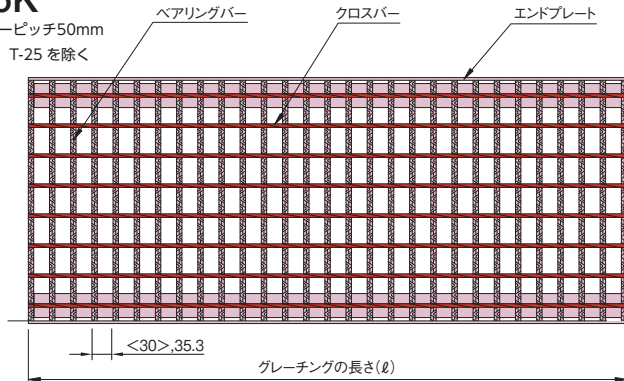 ベアリングバー
クロスバー
エンドプレート
ーピッチ50mm
T-25 を除く
<30>,35.3
グレーチングの長さ(ℓ)